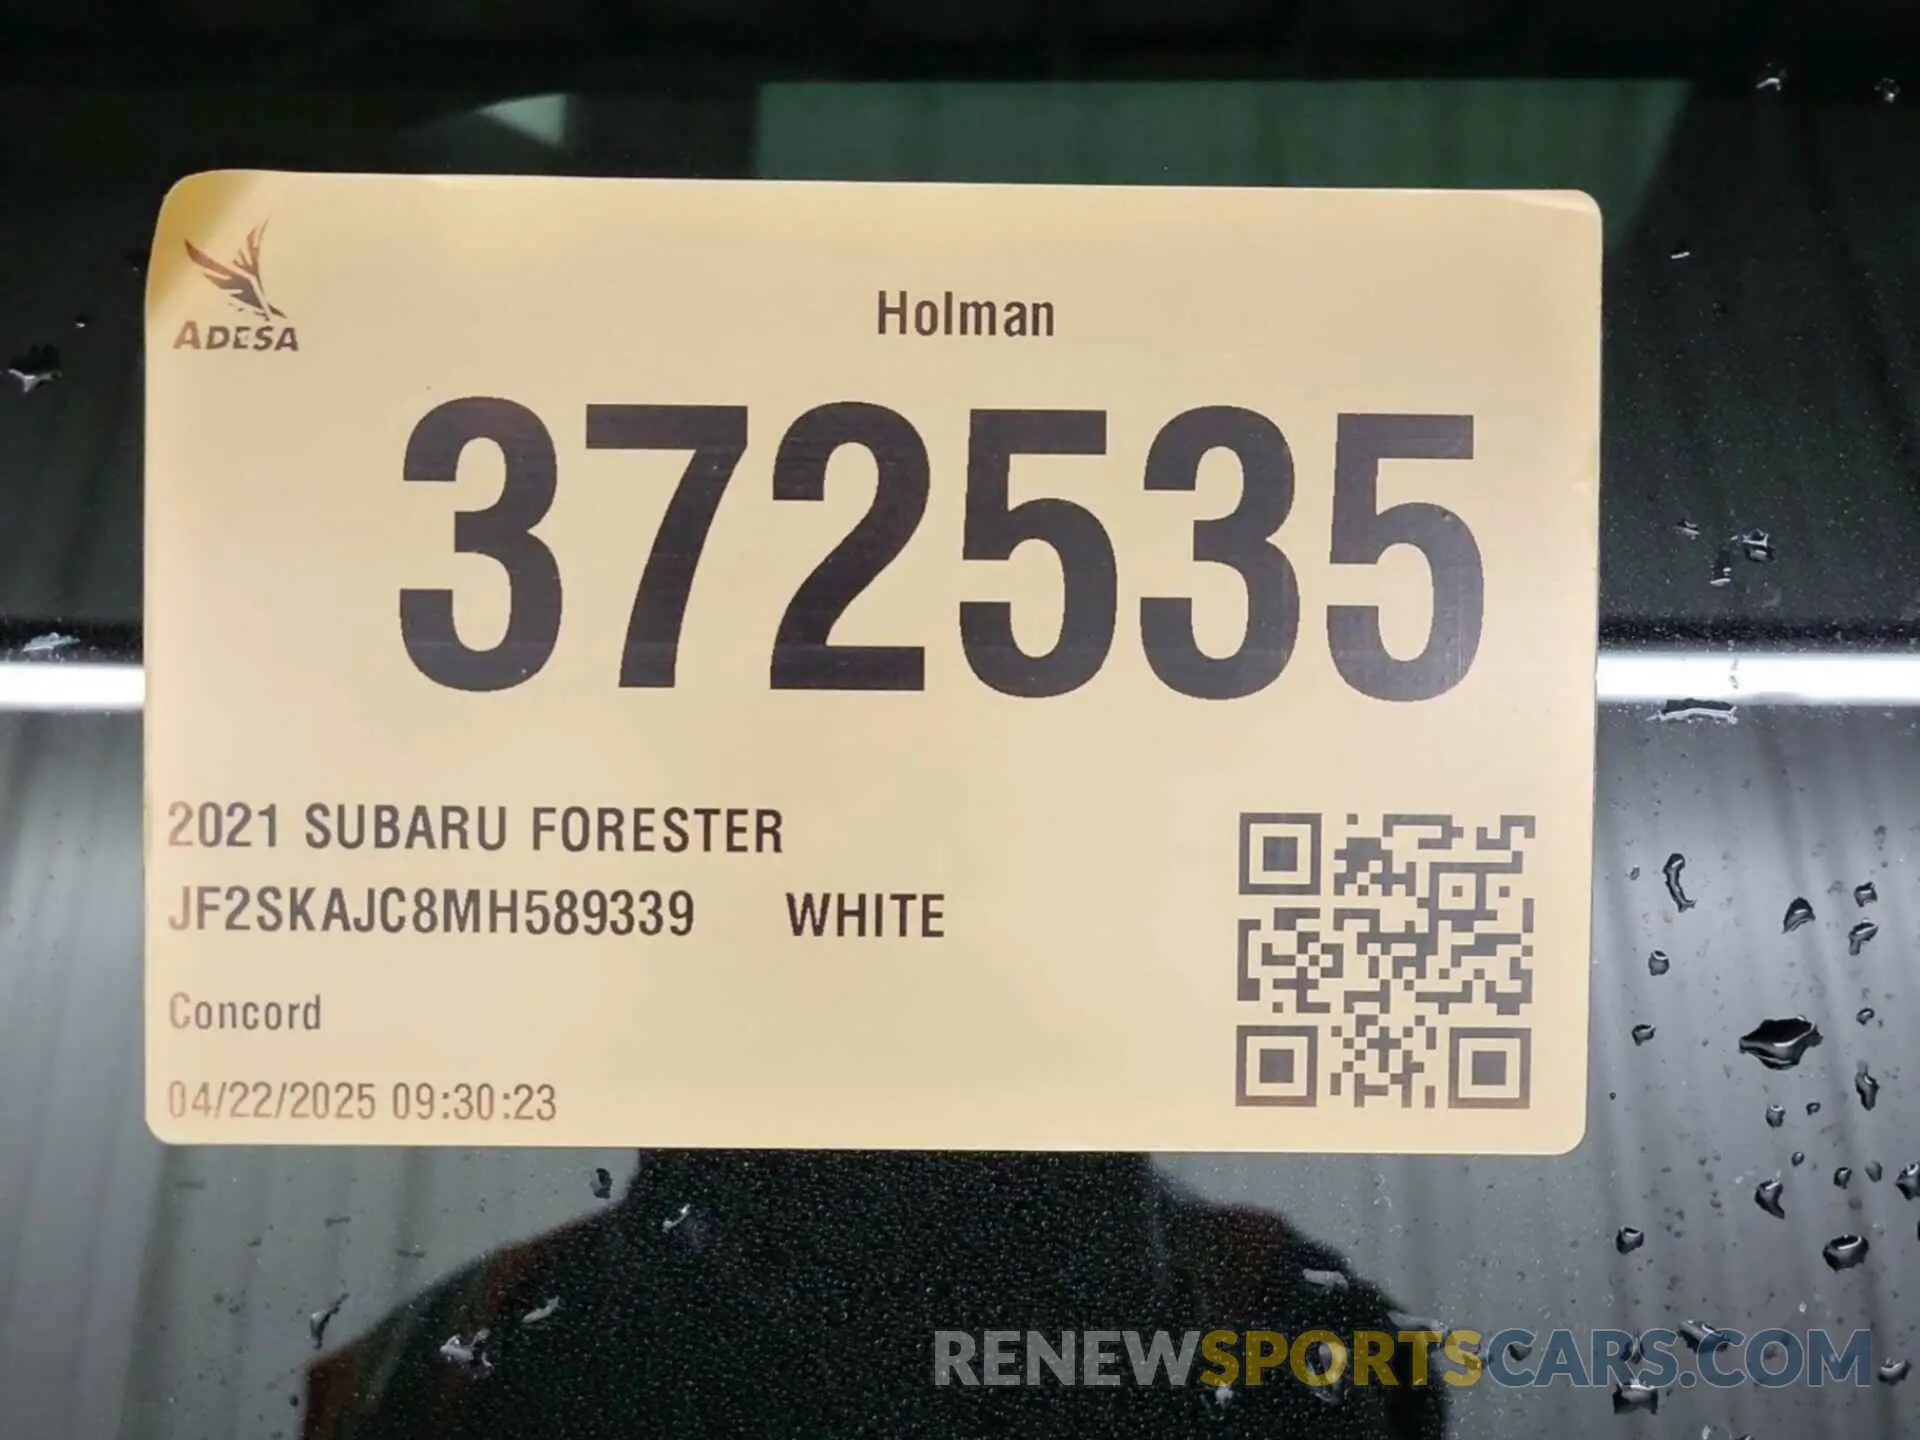 ADESA
Holman
372535
2021 SUBARU FORESTER
JF2SKAJC8MH589339 WHITE
Concord
04/22/2025 09:30:23
RENEWSPORTSCARS.COM